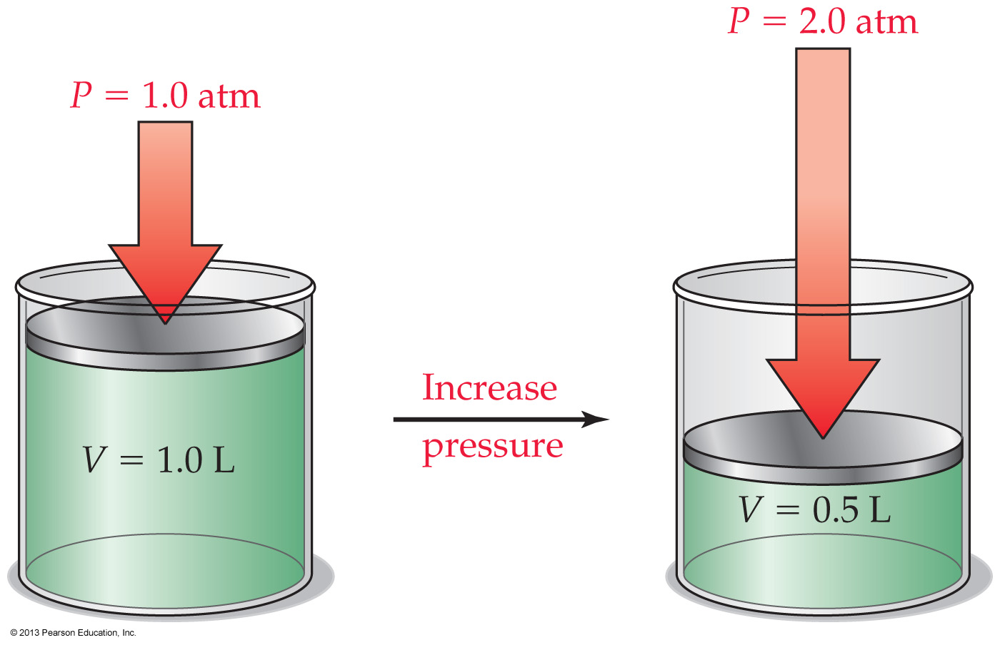 P = 1.0 atm
V = 1.0 L
Increase
pressure
P = 2.0 atm
V = 0.5 L
© 2013 Pearson Education, Inc.